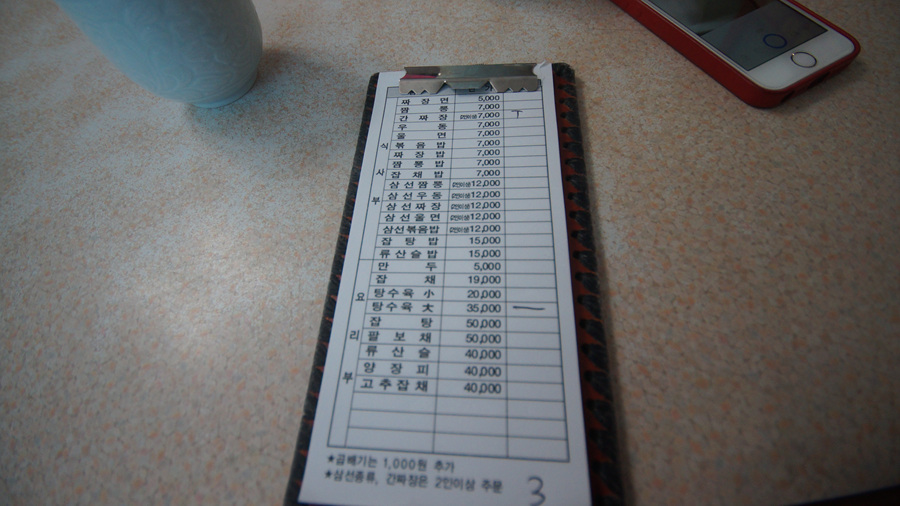 짜장면 5,000
짬뽕 7,000
간짜장 2인이상 7,000 ㅜ
우동 7,000
울면 7,000
볶음밥 7,000
짜장밥 7,000
짬뽕밥 7,000
잡채밥 7,000
삼선짬뽕 2인이상 12,000
삼선우동 2인이상 12,000
삼선짜장 2인이상 12,000
삼선울면 2인이상 12,000
삼선볶음밥 2인이상 12,000
잡탕밥 15,000
류산슬밥 15,000
식사부
만두 5,000
잡채 19,000
탕수육 小 20,000
탕수육 大 35,000 一
잡탕 50,000
팔보채 50,000
류산슬 40,000
양장피 40,000
고추잡채 40,000
요리부
★곱배기는 1,000원 추가
★삼선종류, 간짜장은 2인이상 주문
3